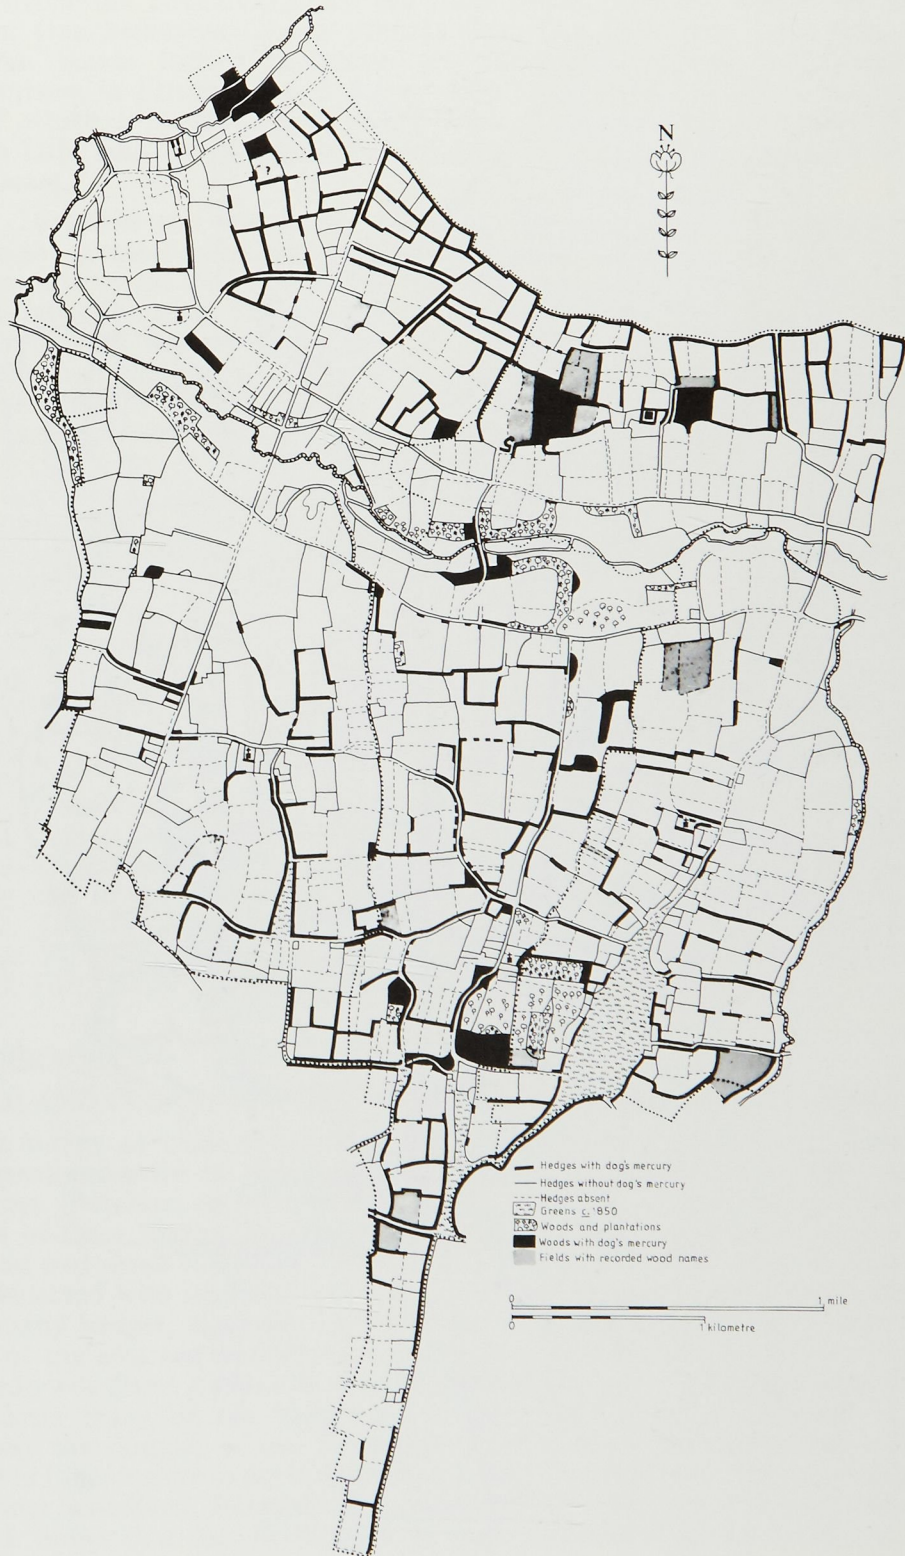 N
?
Hedges with dog's mercury
Hedges without dog's mercury
Hedges absent
Greens c. 1850
Woods and plantations
Woods with dog's mercury
Fields with recorded wood names
0 1 mile
0 1 kilometre